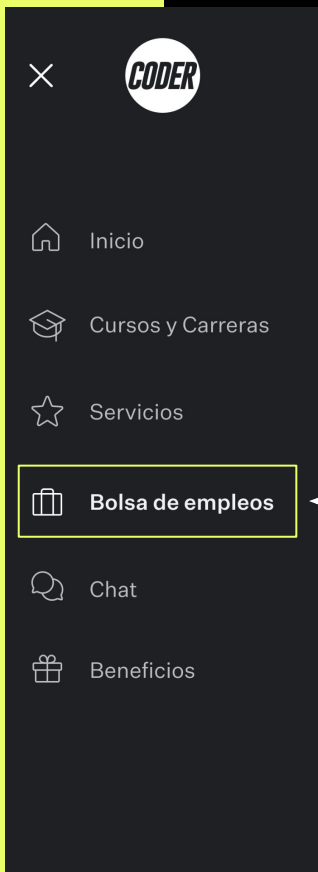 CODER
Inicio
Cursos y Carreras
Servicios
Bolsa de empleos
Chat
Beneficios